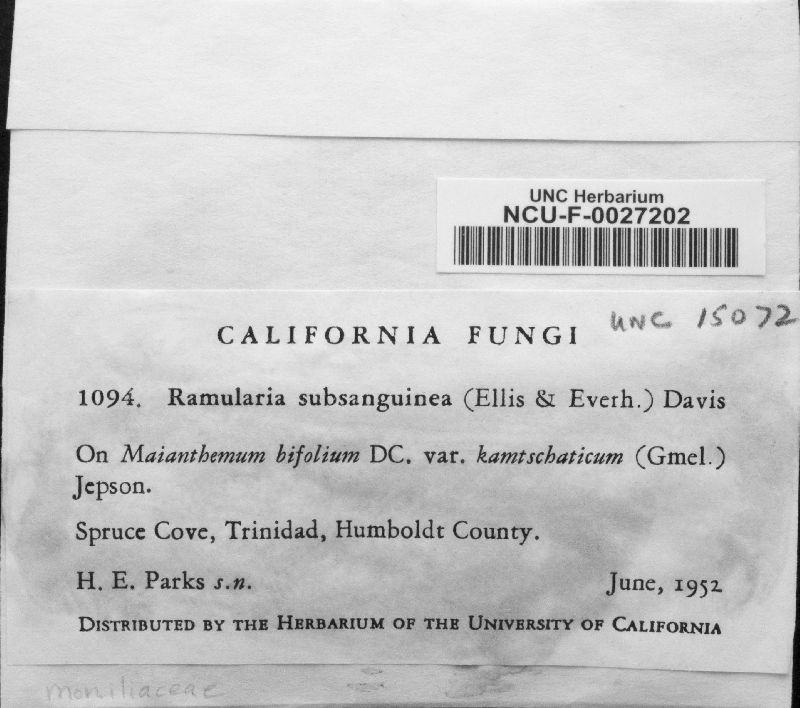 UNC Herbarium
NCU-F-0027202
UNC 15072
CALIFORNIA FUNGI
1094. Ramularia subsanguinea (Ellis & Everh.) Davis
On Maianthemum bifolium DC. var. kamtschaticum (Gmel.)
Jepson.
Spruce Cove, Trinidad, Humboldt County.
H. E. Parks s.n. June, 1952
DISTRIBUTED BY THE HERBARIUM OF THE UNIVERSITY OF CALIFORNIA
moniliaceae